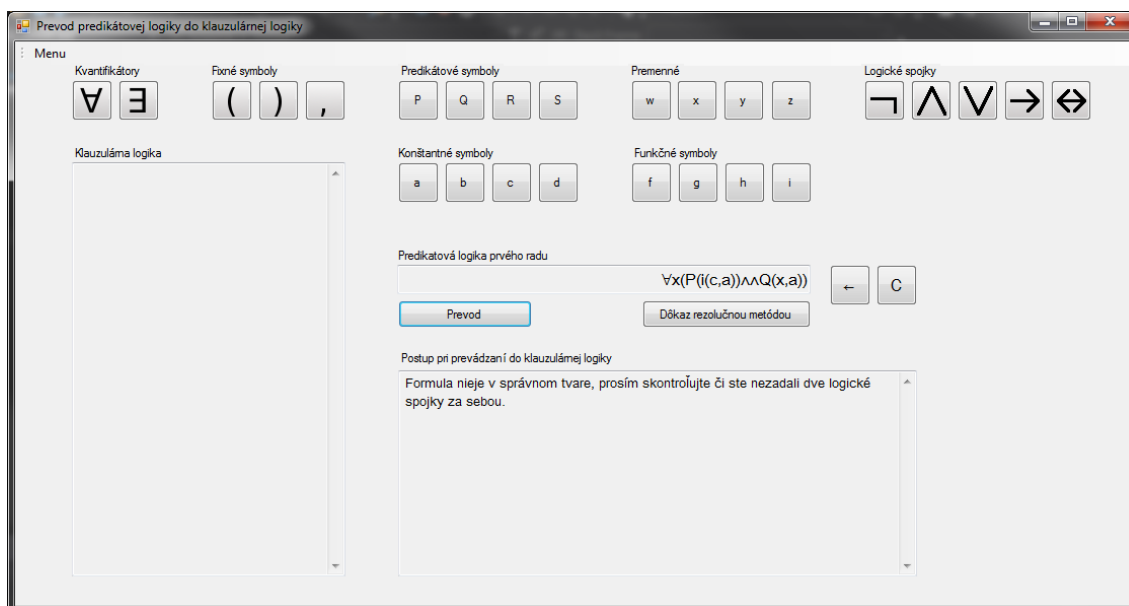 Prevod predikátovej logiky do klauzulárnej logiky
Menu
Kvantifikátory Fixné symboly Predikátové symboly Premenné Logické spojky
∀ ∃ ( ) , P Q R S w x y z ¬ ∧ ∨ → ⇔
Klauzulárna logika Konštantné symboly Funkčné symboly
a b c d f g h i
Predikatová logika prvého radu
∀x(P(i(c,a))∧∧Q(x,a))
← C
Prevod Dôkaz rezolučnou metódou
Postup pri prevádzaní do klauzulárnej logiky
Formula nieje v správnom tvare, prosím skontroľujte či ste nezadali dve logické
spojky za sebou.